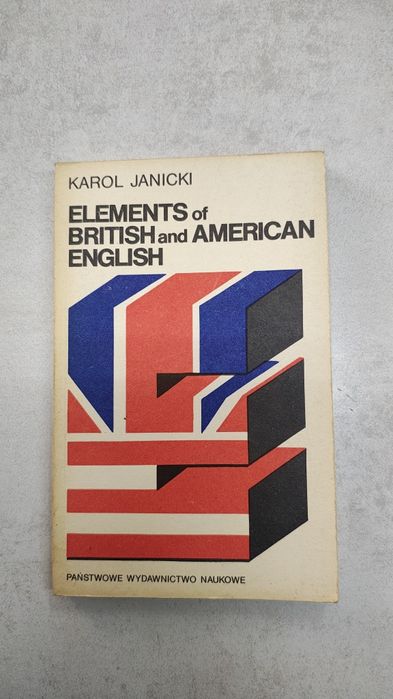 KAROL JANICKI
ELEMENTS of
BRITISH and AMERICAN
ENGLISH
PAŃSTWOWE WYDAWNICTWO NAUKOWE